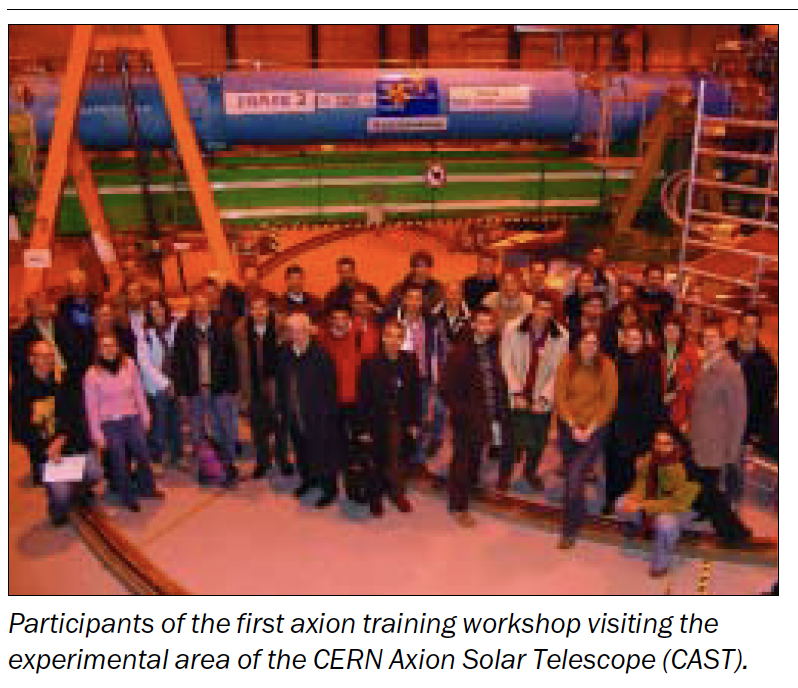 Participants of the first axion training workshop visiting the
experimental area of the CERN Axion Solar Telescope (CAST).